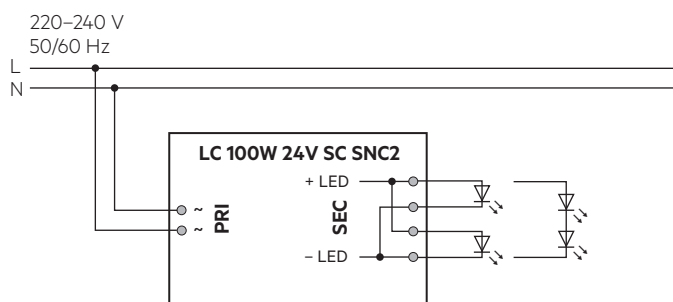 220–240 V
50/60 Hz
L
N
LC 100W 24V SC SNC2
+ LED
~ PRI
~
SEC
– LED